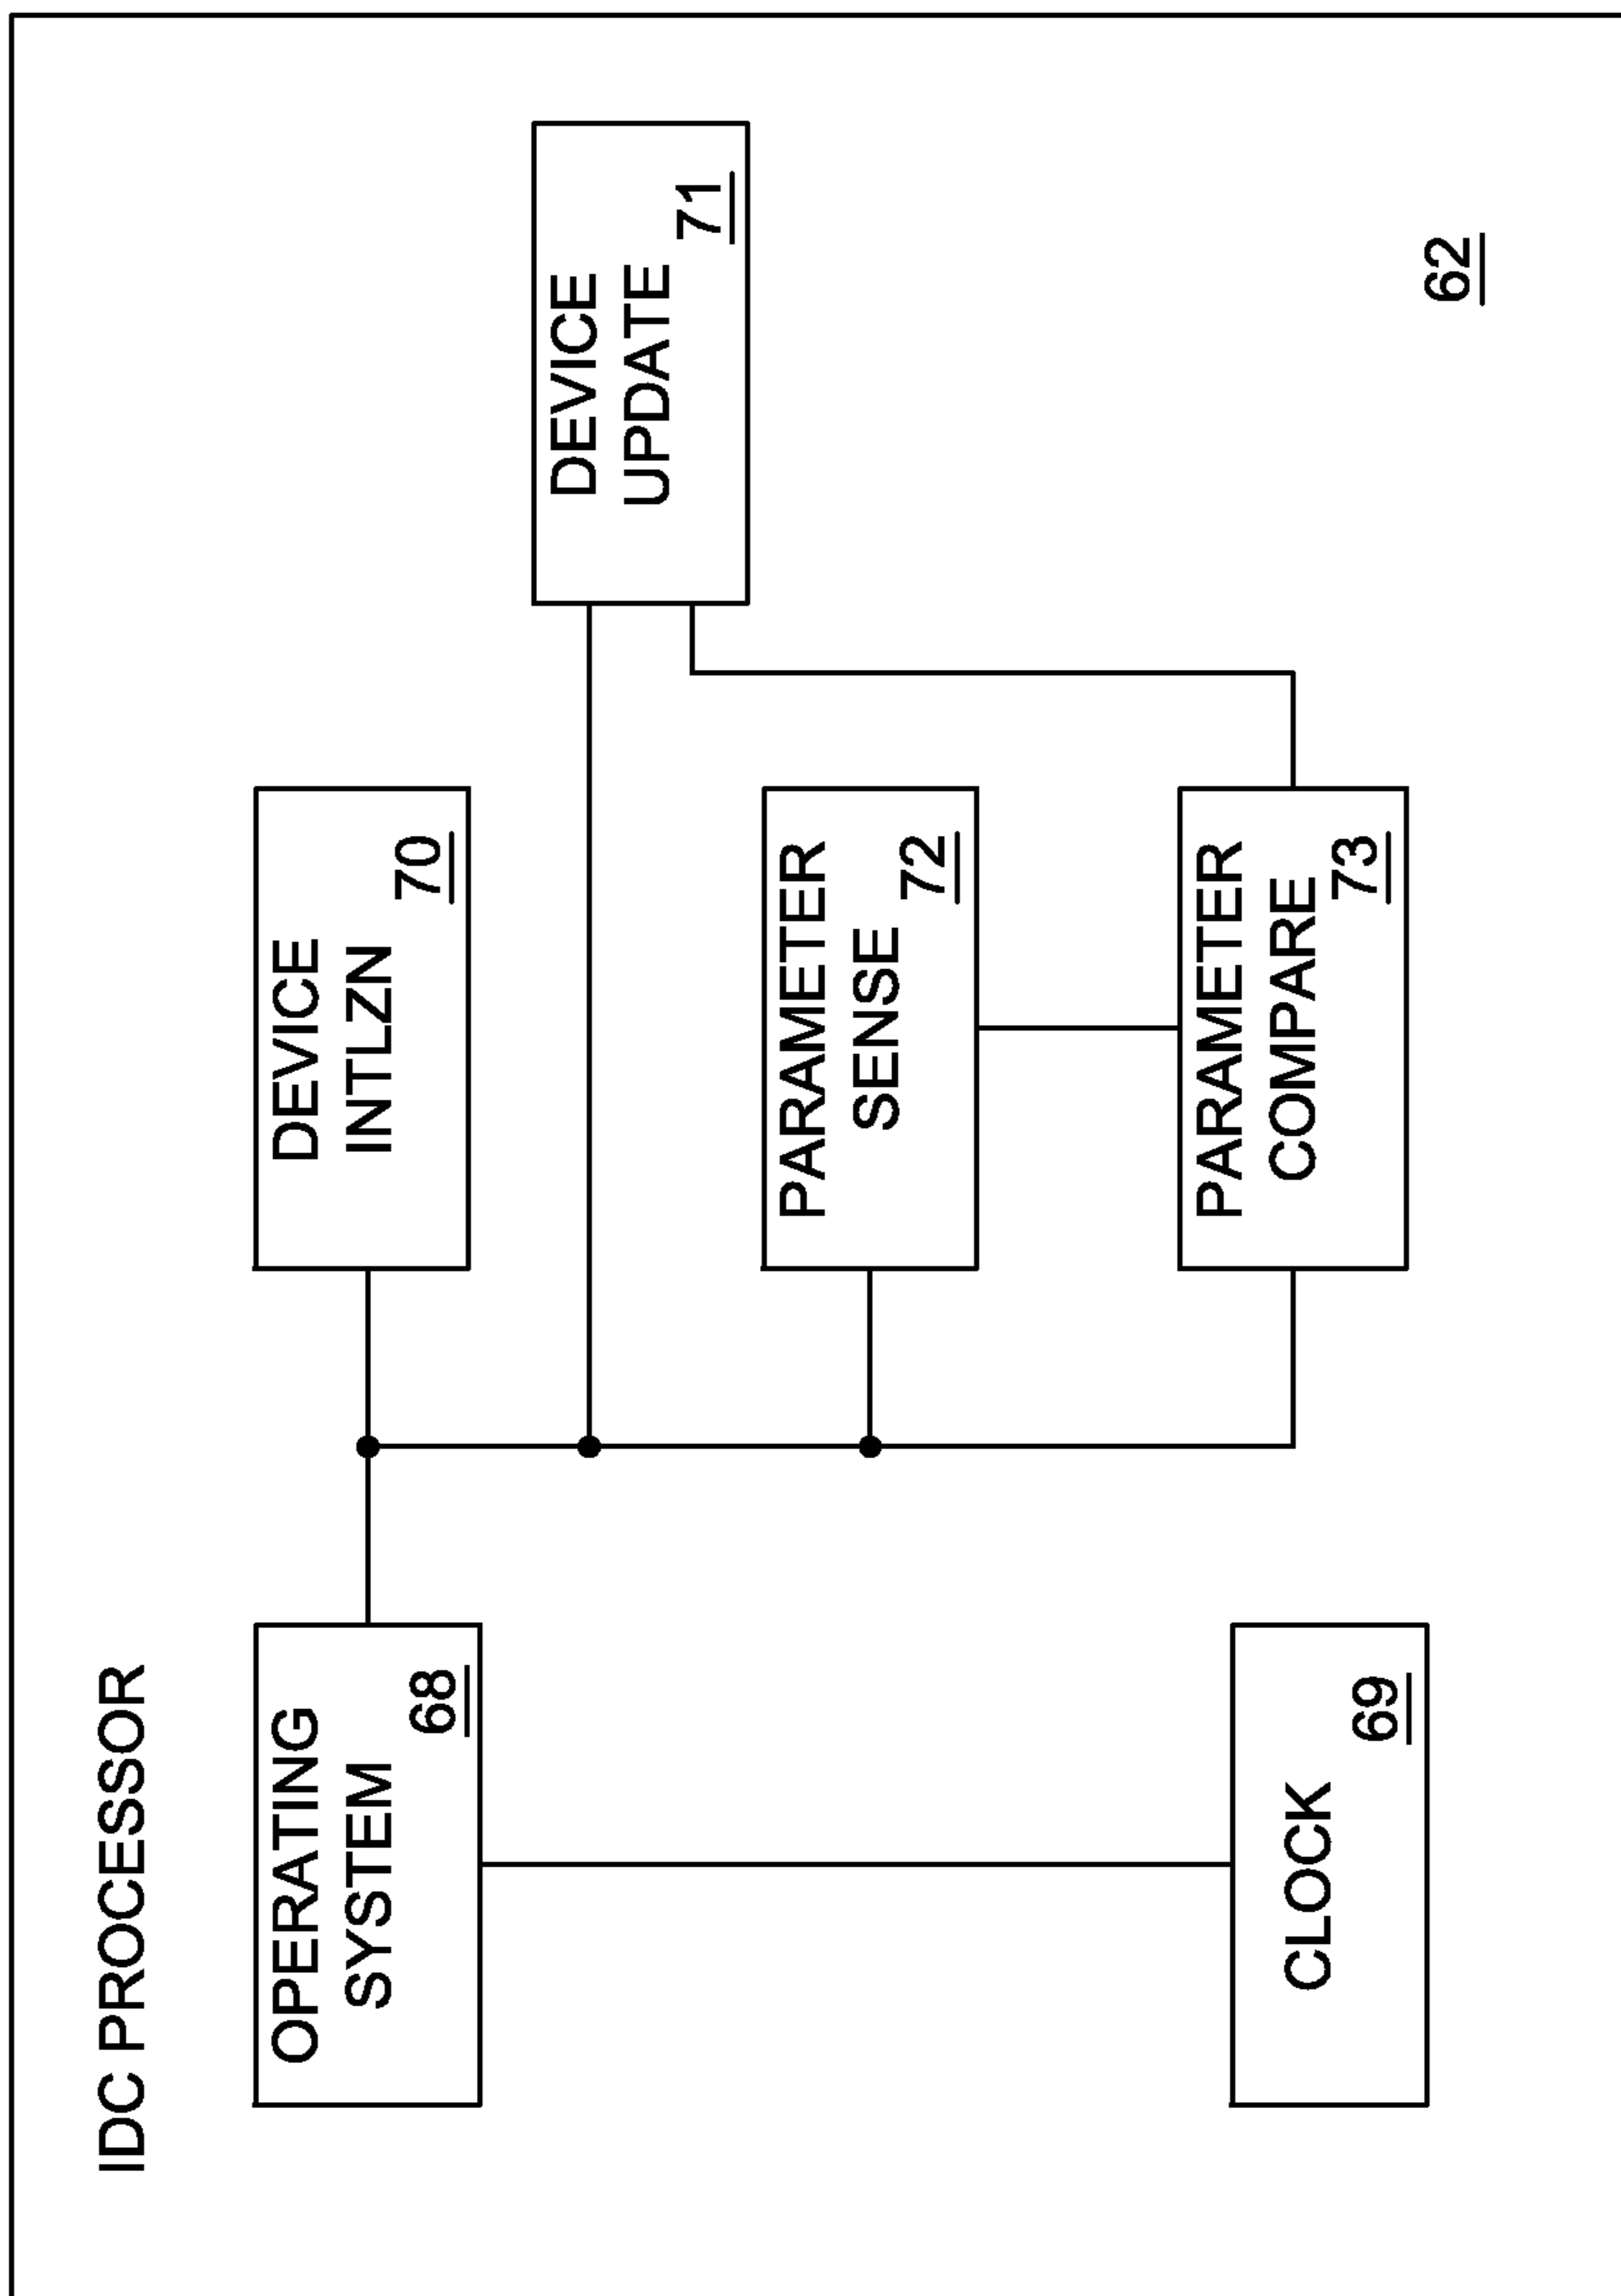 IDC PROCESSOR
OPERATING
SYSTEM
68
DEVICE
INTLZN
70
DEVICE
UPDATE
71
PARAMETER
SENSE
72
PARAMETER
COMPARE
73
CLOCK
69
62